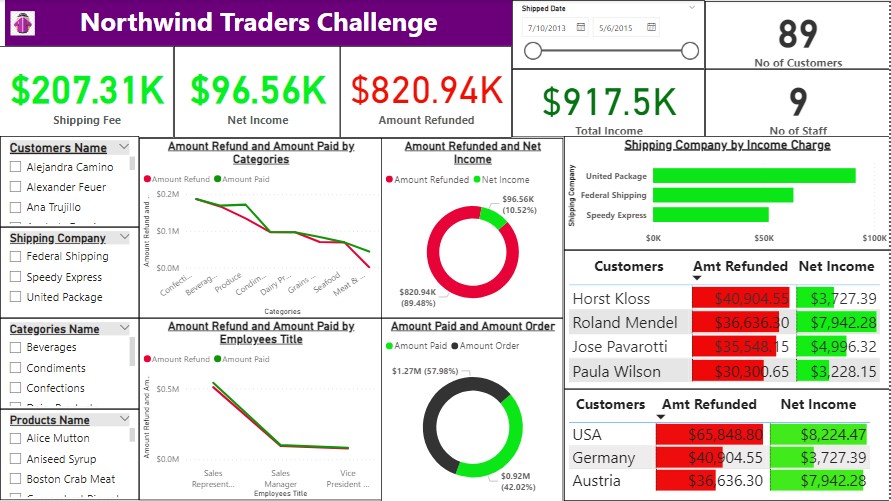 Northwind Traders Challenge
Shipped Date
7/10/2013
5/6/2015
89
No of Customers
$207.31K
Shipping Fee
$96.56K
Net Income
$820.94K
Amount Refunded
$917.5K
Total Income
9
No of Staff
Customers Name
Alejandra Camino
Alexander Feuer
Ana Trujillo
Shipping Company
Federal Shipping
Speedy Express
United Package
Categories Name
Beverages
Condiments
Confections
Products Name
Alice Mutton
Aniseed Syrup
Boston Crab Meat
Amount Refund and Amount Paid by
Categories
Amount Refund
Amount Paid
Amount Refund and ...
$0.2M
$0.1M
$0.0M
Confecti...
Beverag...
Produce
Condim...
Dairy Pr...
Grains ...
Seafood
Meat & ...
Categories
Amount Refunded and Net
Income
Amount Refunded
Net Income
$96.56K
(10.52%)
$820.94K
(89.48%)
Amount Refund and Amount Paid by
Employees Title
Amount Refund
Amount Paid
Amount Refund and Am...
$0.5M
$0.0M
Sales
Represent...
Sales
Manager
Vice
President ...
Employees Title
Amount Paid and Amount Order
Amount Paid
Amount Order
$1.27M (57.98%)
$0.92M
(42.02%)
Shipping Company by Income Charge
Shipping Company
United Package
Federal Shipping
Speedy Express
$0K
$50K
$100K
Customers Amt Refunded Net Income
Horst Kloss $40,904.55 $3,727.39
Roland Mendel $36,636.30 $7,942.28
Jose Pavarotti $35,548.15 $4,996.32
Paula Wilson $30,300.65 $3,228.15
Customers Amt Refunded Net Income
USA $65,848.80 $8,224.47
Germany $40,904.55 $3,727.39
Austria $36,636.30 $7,942.28